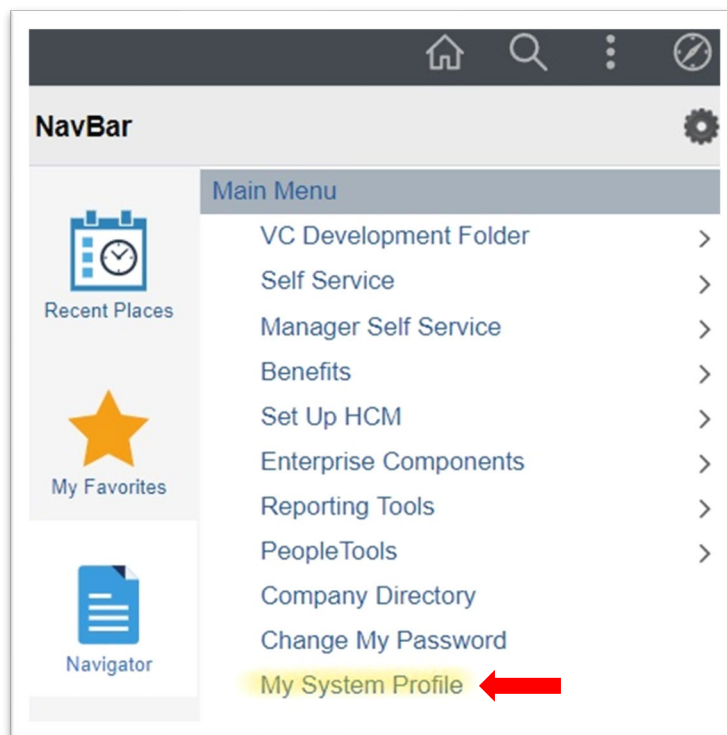 NavBar
Main Menu
VC Development Folder
Self Service
Recent Places
Manager Self Service
Benefits
Set Up HCM
Enterprise Components
My Favorites
Reporting Tools
PeopleTools
Company Directory
Change My Password
Navigator
My System Profile